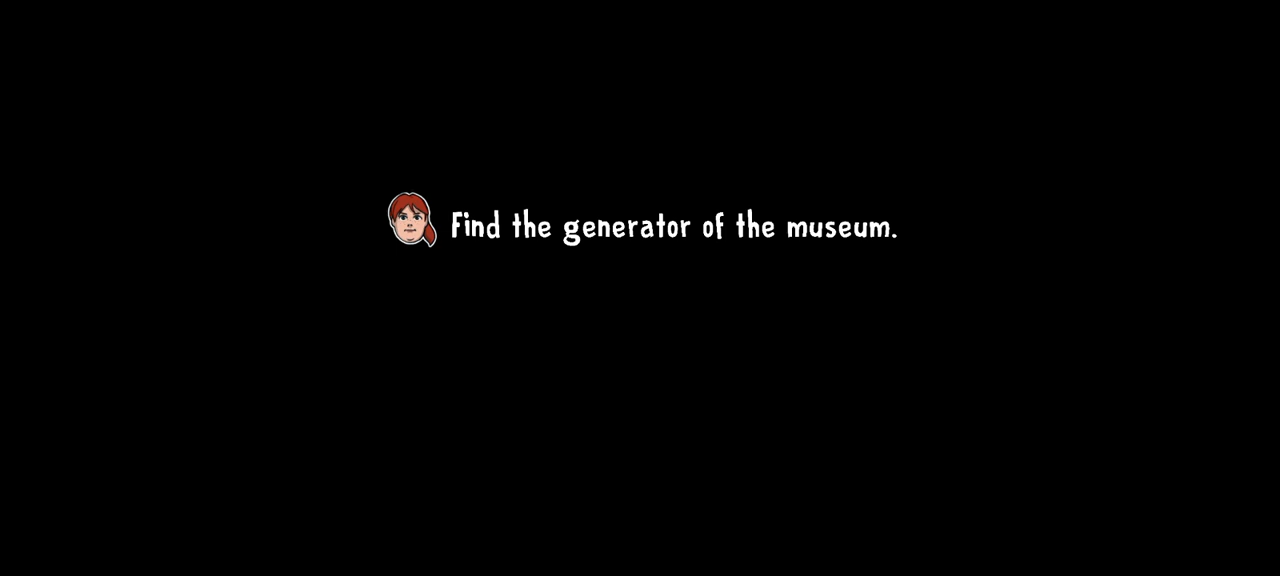 Find the generator of the museum.